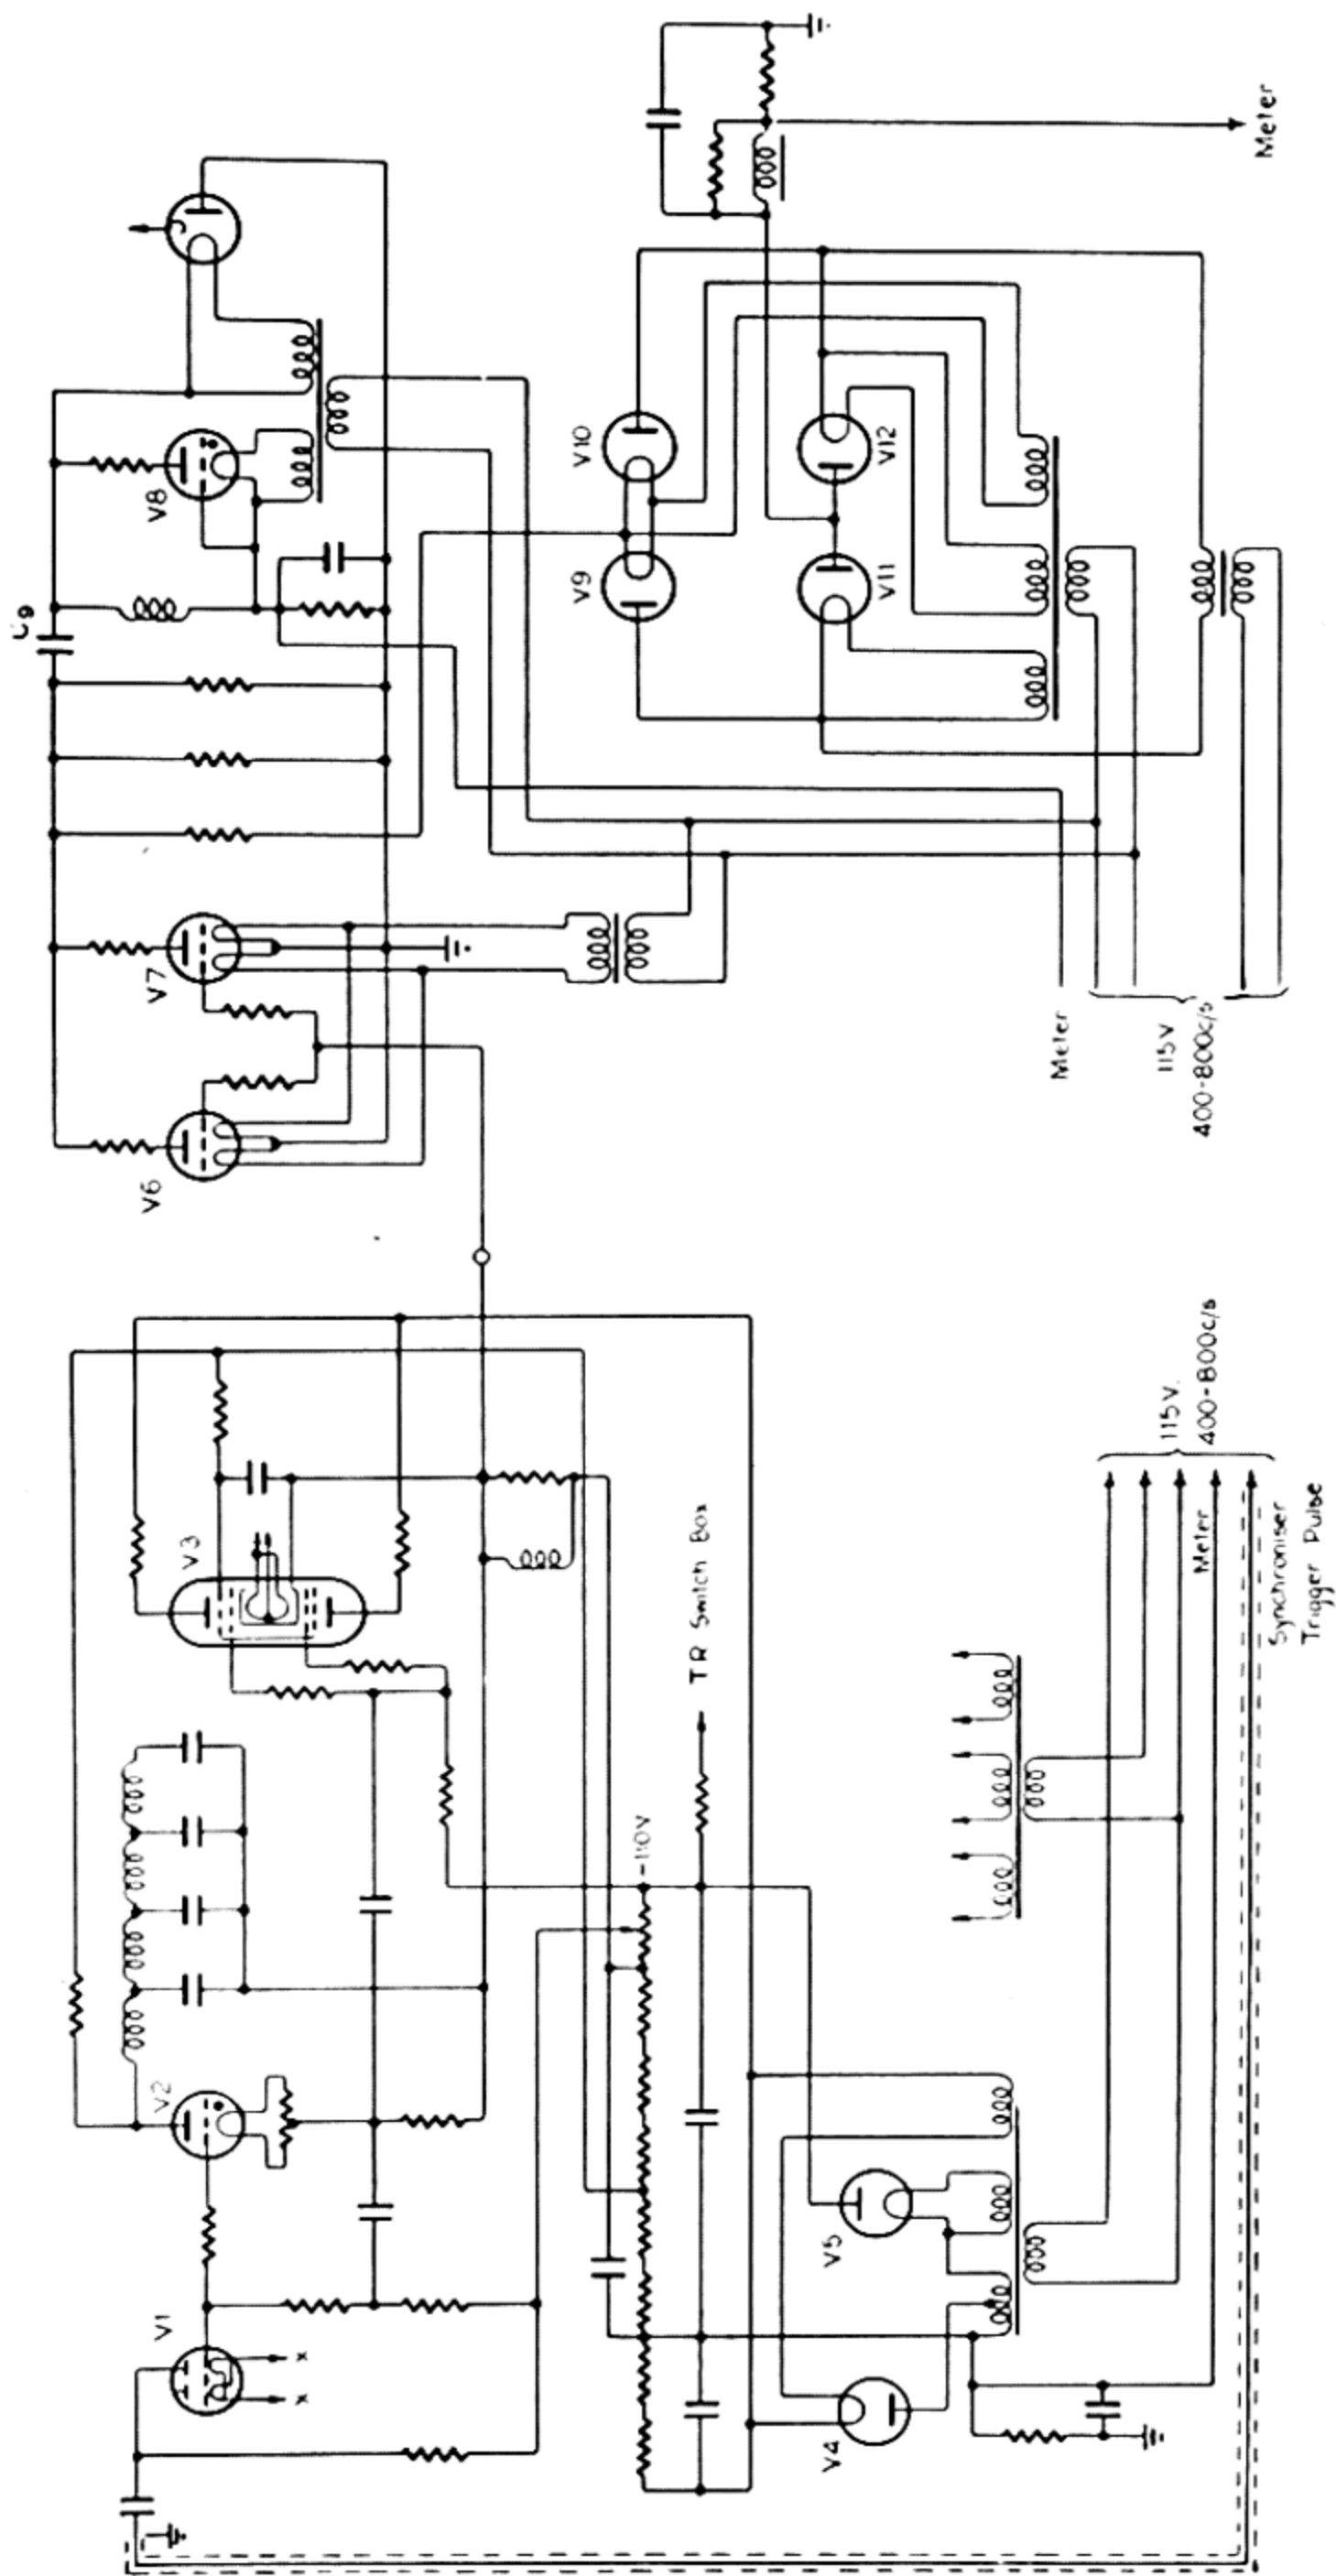 C9
V8
V10
V9
V12
V11
Meter
V7
V6
Meter
115V
400-800c/s
V3
V2
V1
TR Switch Box
-110V
V5
V4
115V.
400-800c/s
Meter
Synchroniser
Trigger Pulse
x
x